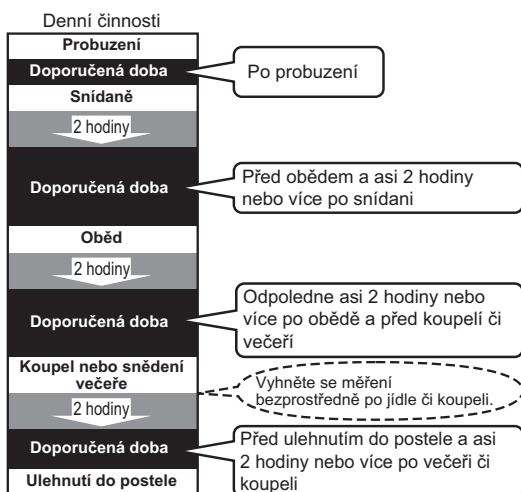 Denní činnosti
Probuzení
Doporučená doba
Po probuzení
Snídaně
2 hodiny
Doporučená doba
Před obědem a asi 2 hodiny
nebo více po snídani
Oběd
2 hodiny
Doporučená doba
Odpoledne asi 2 hodiny nebo
více po obědě a před koupelí či
večeří
Koupel nebo snědení
večeře
Vyhněte se měření
bezprostředně po jídle či koupeli.
2 hodiny
Doporučená doba
Před ulehnutím do postele a asi
2 hodiny nebo více po večeři či
koupeli
Ulehnutí do postele